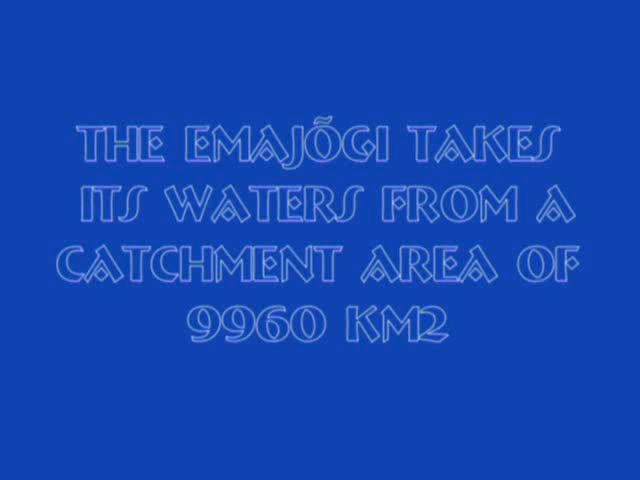 THE EMAJÕGI TAKES
ITS WATERS FROM A
CATCHMENT AREA OF
9960 KM2